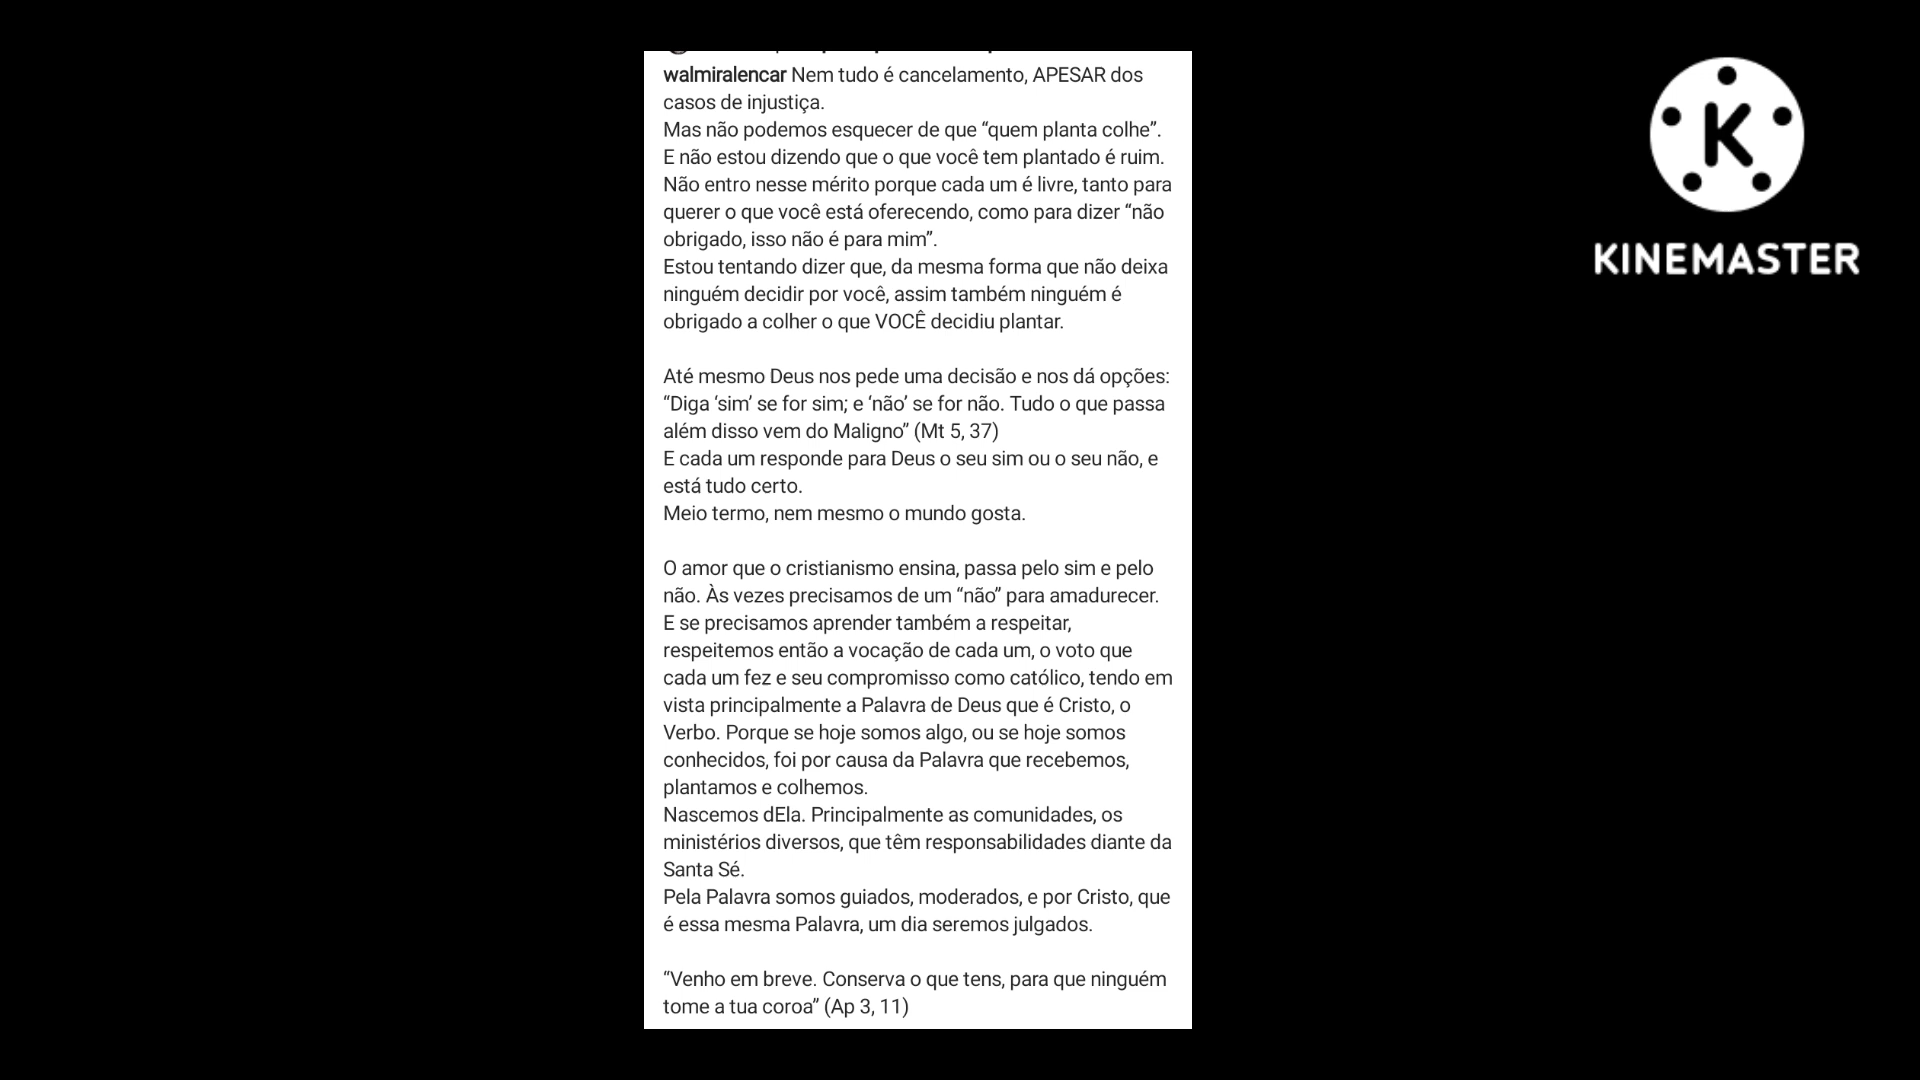 walmiralencar Nem tudo é cancelamento, APESAR dos
casos de injustiça.
Mas não podemos esquecer de que “quem planta colhe”.
E não estou dizendo que o que você tem plantado é ruim.
Não entro nesse mérito porque cada um é livre, tanto para
querer o que você está oferecendo, como para dizer “não
obrigado, isso não é para mim”.
Estou tentando dizer que, da mesma forma que não deixa
ninguém decidir por você, assim também ninguém é
obrigado a colher o que VOCÊ decidiu plantar.
Até mesmo Deus nos pede uma decisão e nos dá opções:
“Diga ‘sim’ se for sim; e ‘não’ se for não. Tudo o que passa
além disso vem do Maligno” (Mt 5, 37)
E cada um responde para Deus o seu sim ou o seu não, e
está tudo certo.
Meio termo, nem mesmo o mundo gosta.
O amor que o cristianismo ensina, passa pelo sim e pelo
não. Às vezes precisamos de um “não” para amadurecer.
E se precisamos aprender também a respeitar,
respeitemos então a vocação de cada um, o voto que
cada um fez e seu compromisso como católico, tendo em
vista principalmente a Palavra de Deus que é Cristo, o
Verbo. Porque se hoje somos algo, ou se hoje somos
conhecidos, foi por causa da Palavra que recebemos,
plantamos e colhemos.
Nascemos dEla. Principalmente as comunidades, os
ministérios diversos, que têm responsabilidades diante da
Santa Sé.
Pela Palavra somos guiados, moderados, e por Cristo, que
é essa mesma Palavra, um dia seremos julgados.
“Venho em breve. Conserva o que tens, para que ninguém
tome a tua coroa” (Ap 3, 11)
K
KINEMASTER